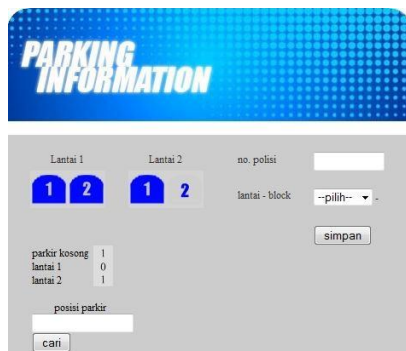 PARKING
INFORMATION
Lantai 1
Lantai 2
1 2
1 2
no. polisi
lantai - block
--pilih-- -
simpan
parkir kosong 1
lantai 1 0
lantai 2 1
posisi parkir
cari